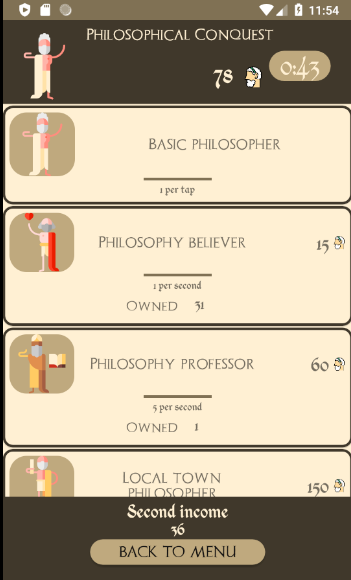 11:54
Philosophical Conquest
78
0:43
Basic philosopher
1 per tap
Philosophy believer
15
1 per second
Owned 31
Philosophy professor
60
5 per second
Owned 1
Local town
philosopher
150
Second income
36
Back to menu